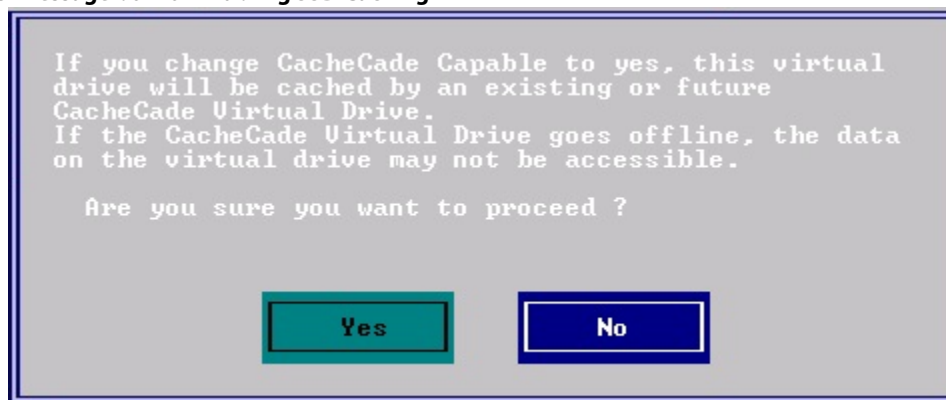 If you change CacheCade Capable to yes, this virtual
drive will be cached by an existing or future
CacheCade Virtual Drive.
If the CacheCade Virtual Drive goes offline, the data
on the virtual drive may not be accessible.
Are you sure you want to proceed ?
Yes No